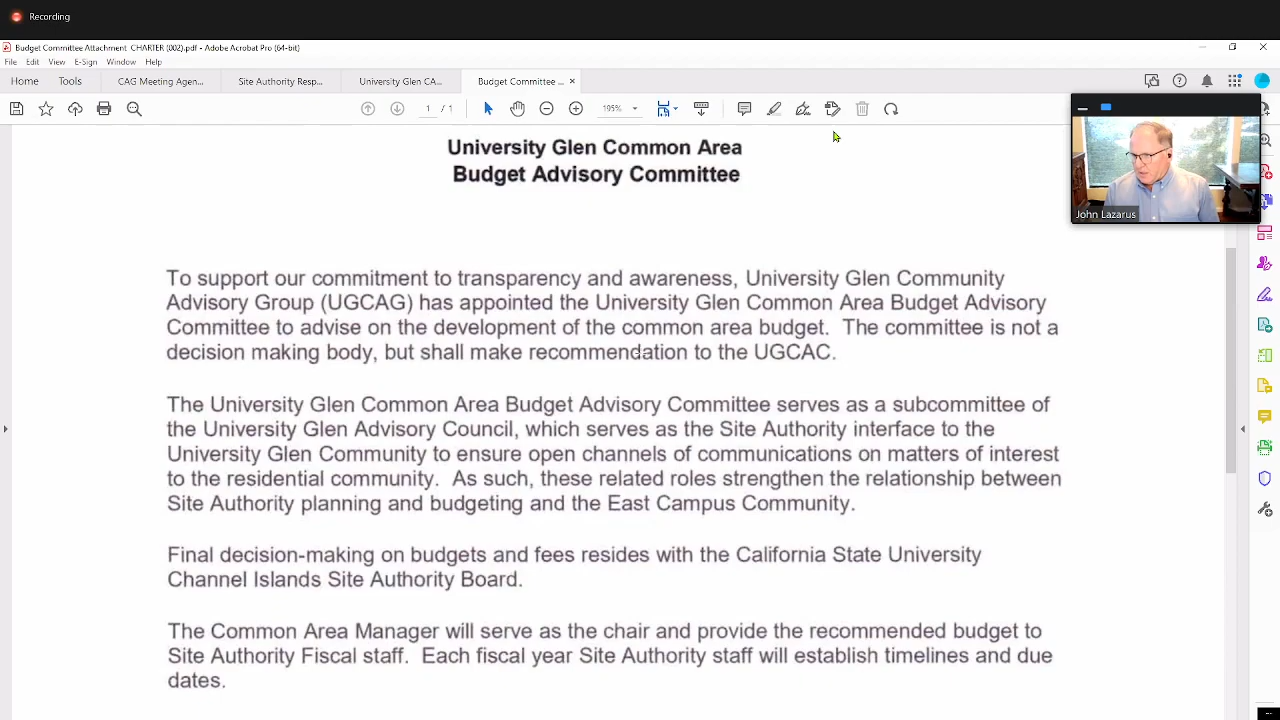 Recording
Budget Committee Attachment CHARTER (002).pdf - Adobe Acrobat Pro (64-bit)
File Edit View E-Sign Window Help
Home Tools CAG Meeting Agen... Site Authority Resp... University Glen CA... Budget Committee ... ×
1 / 1 195%
John Lazarus
University Glen Common Area
Budget Advisory Committee
To support our commitment to transparency and awareness, University Glen Community
Advisory Group (UGCAG) has appointed the University Glen Common Area Budget Advisory
Committee to advise on the development of the common area budget.  The committee is not a
decision making body, but shall make recommendation to the UGCAC.
The University Glen Common Area Budget Advisory Committee serves as a subcommittee of
the University Glen Advisory Council, which serves as the Site Authority interface to the
University Glen Community to ensure open channels of communications on matters of interest
to the residential community.  As such, these related roles strengthen the relationship between
Site Authority planning and budgeting and the East Campus Community.
Final decision-making on budgets and fees resides with the California State University
Channel Islands Site Authority Board.
The Common Area Manager will serve as the chair and provide the recommended budget to
Site Authority Fiscal staff.  Each fiscal year Site Authority staff will establish timelines and due
dates.